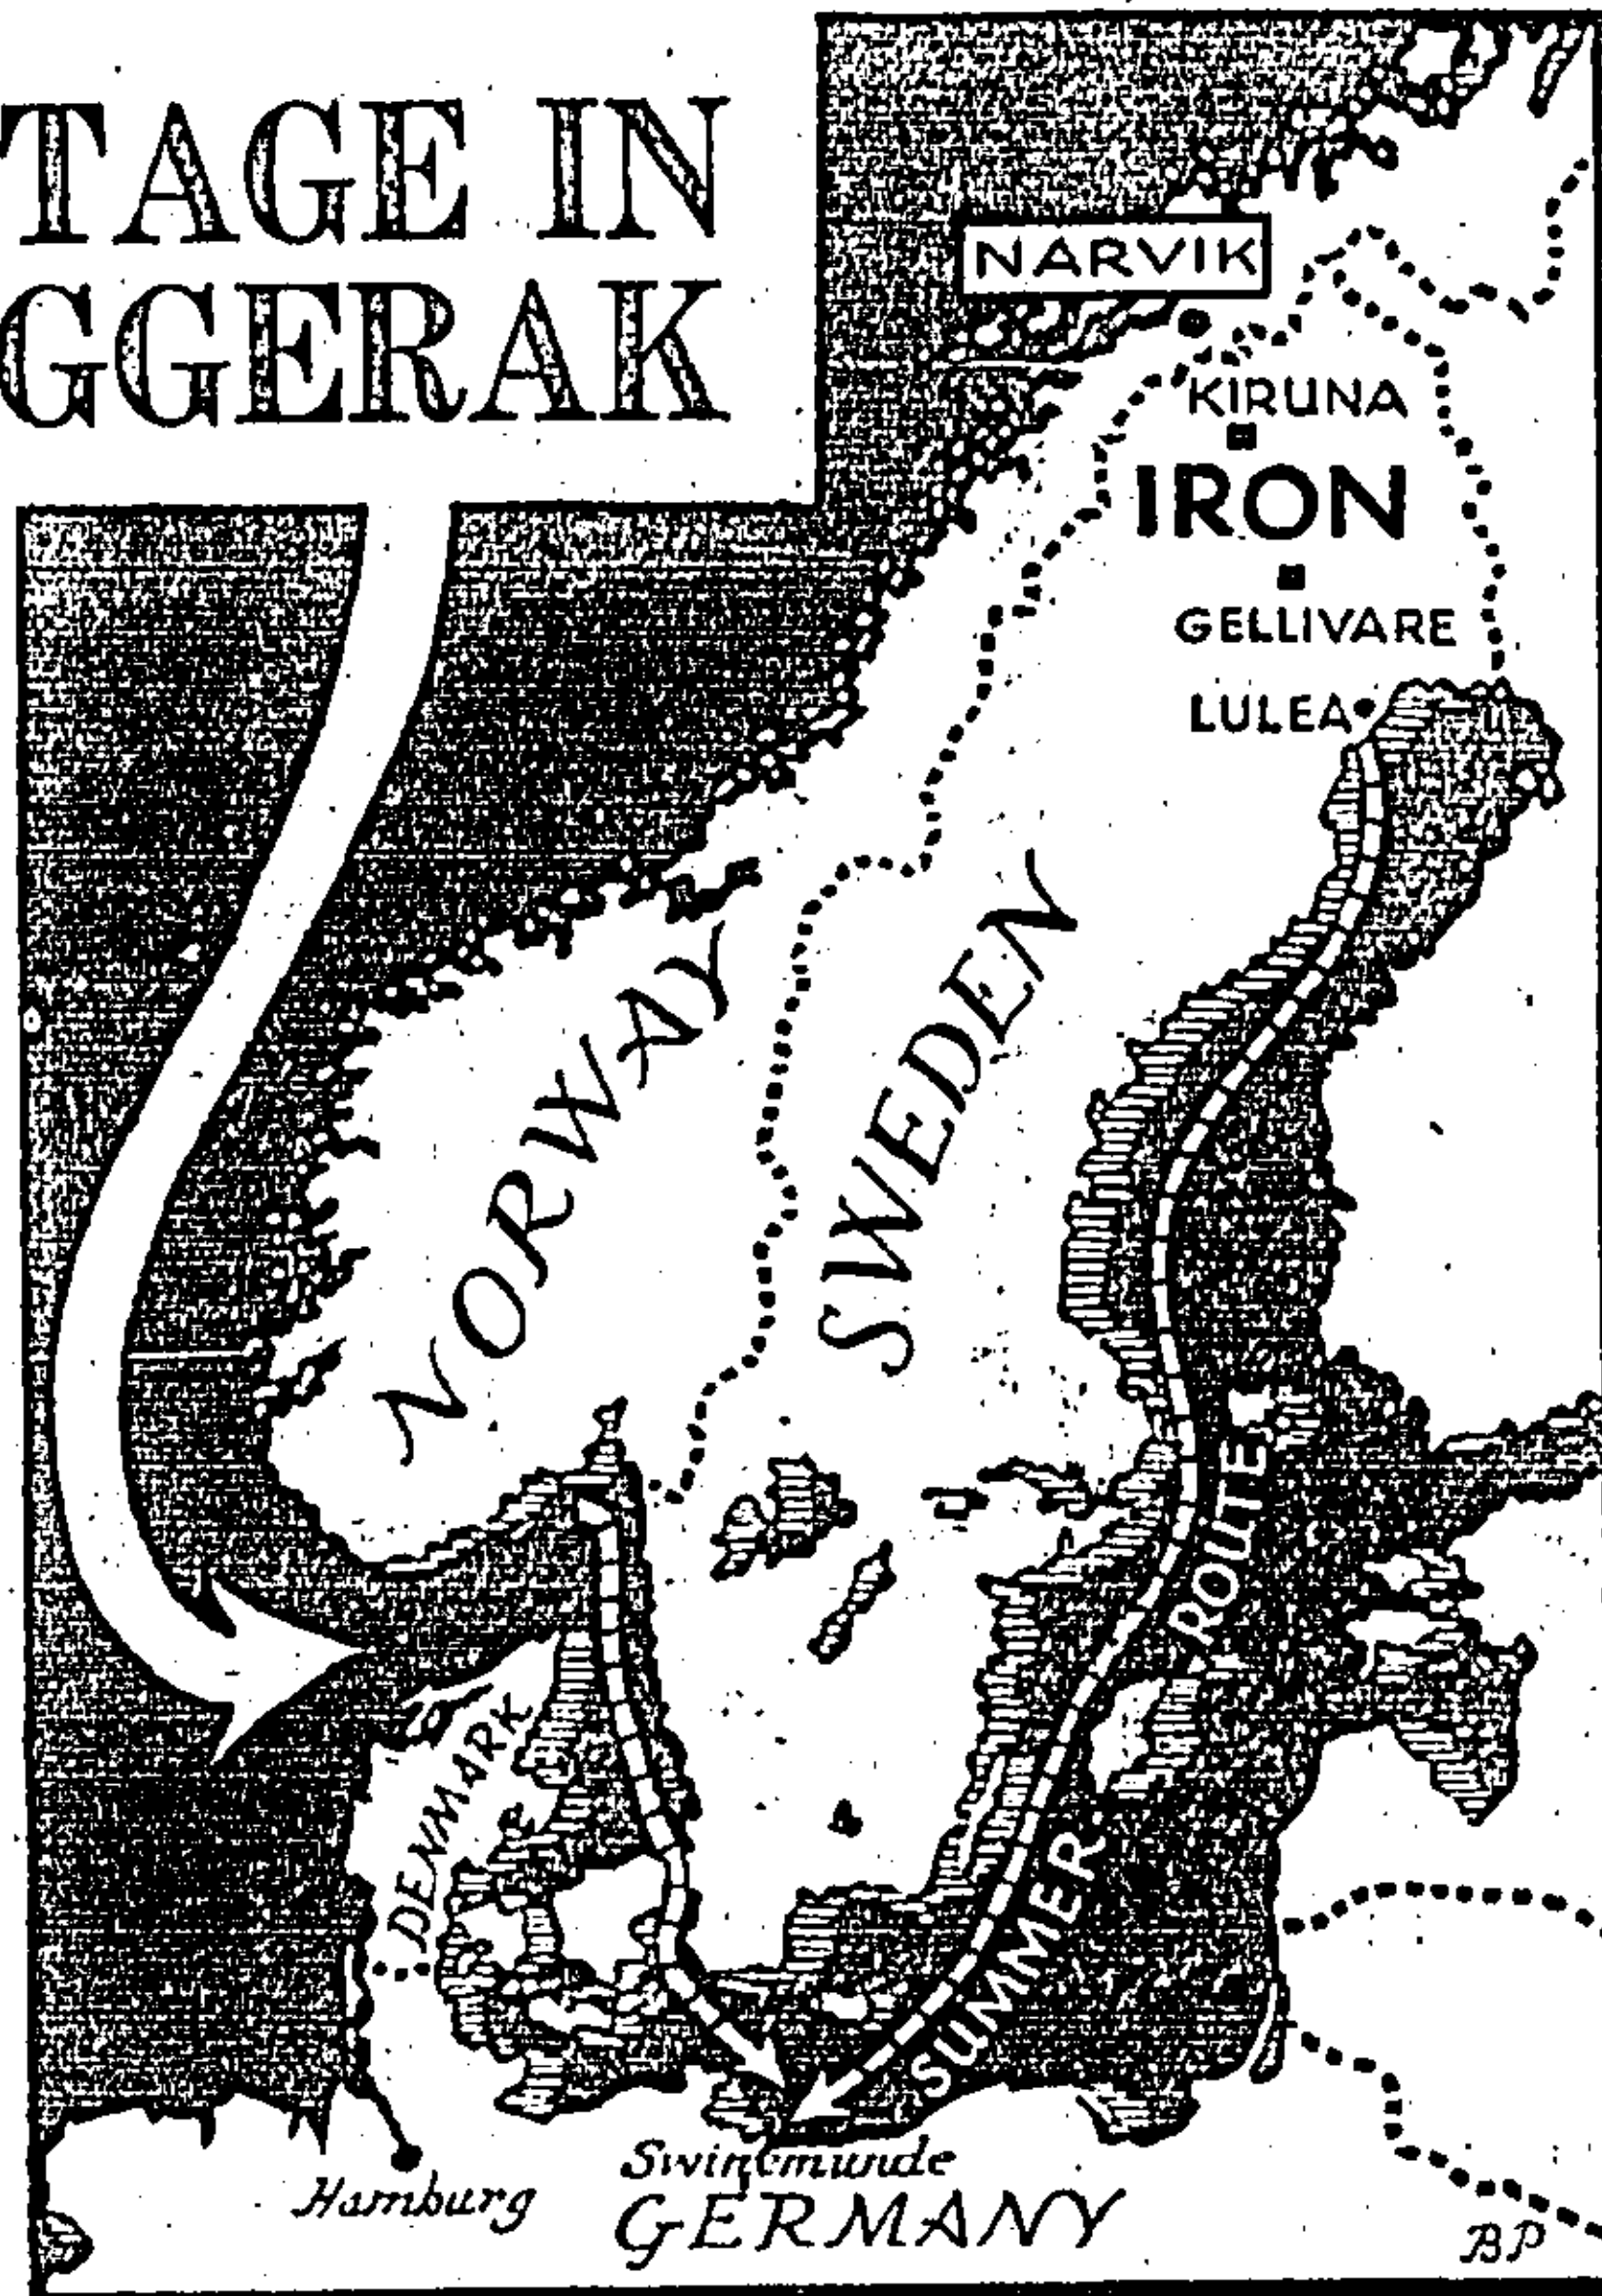 TAGE IN
GGERAK
NARVIK
KIRUNA
IRON
GELLIVARE
LULEA
NORWAY
SWEDEN
SUMMER ROUTE
DENMARK
Hamburg
Swinemunde
GERMANY
BP